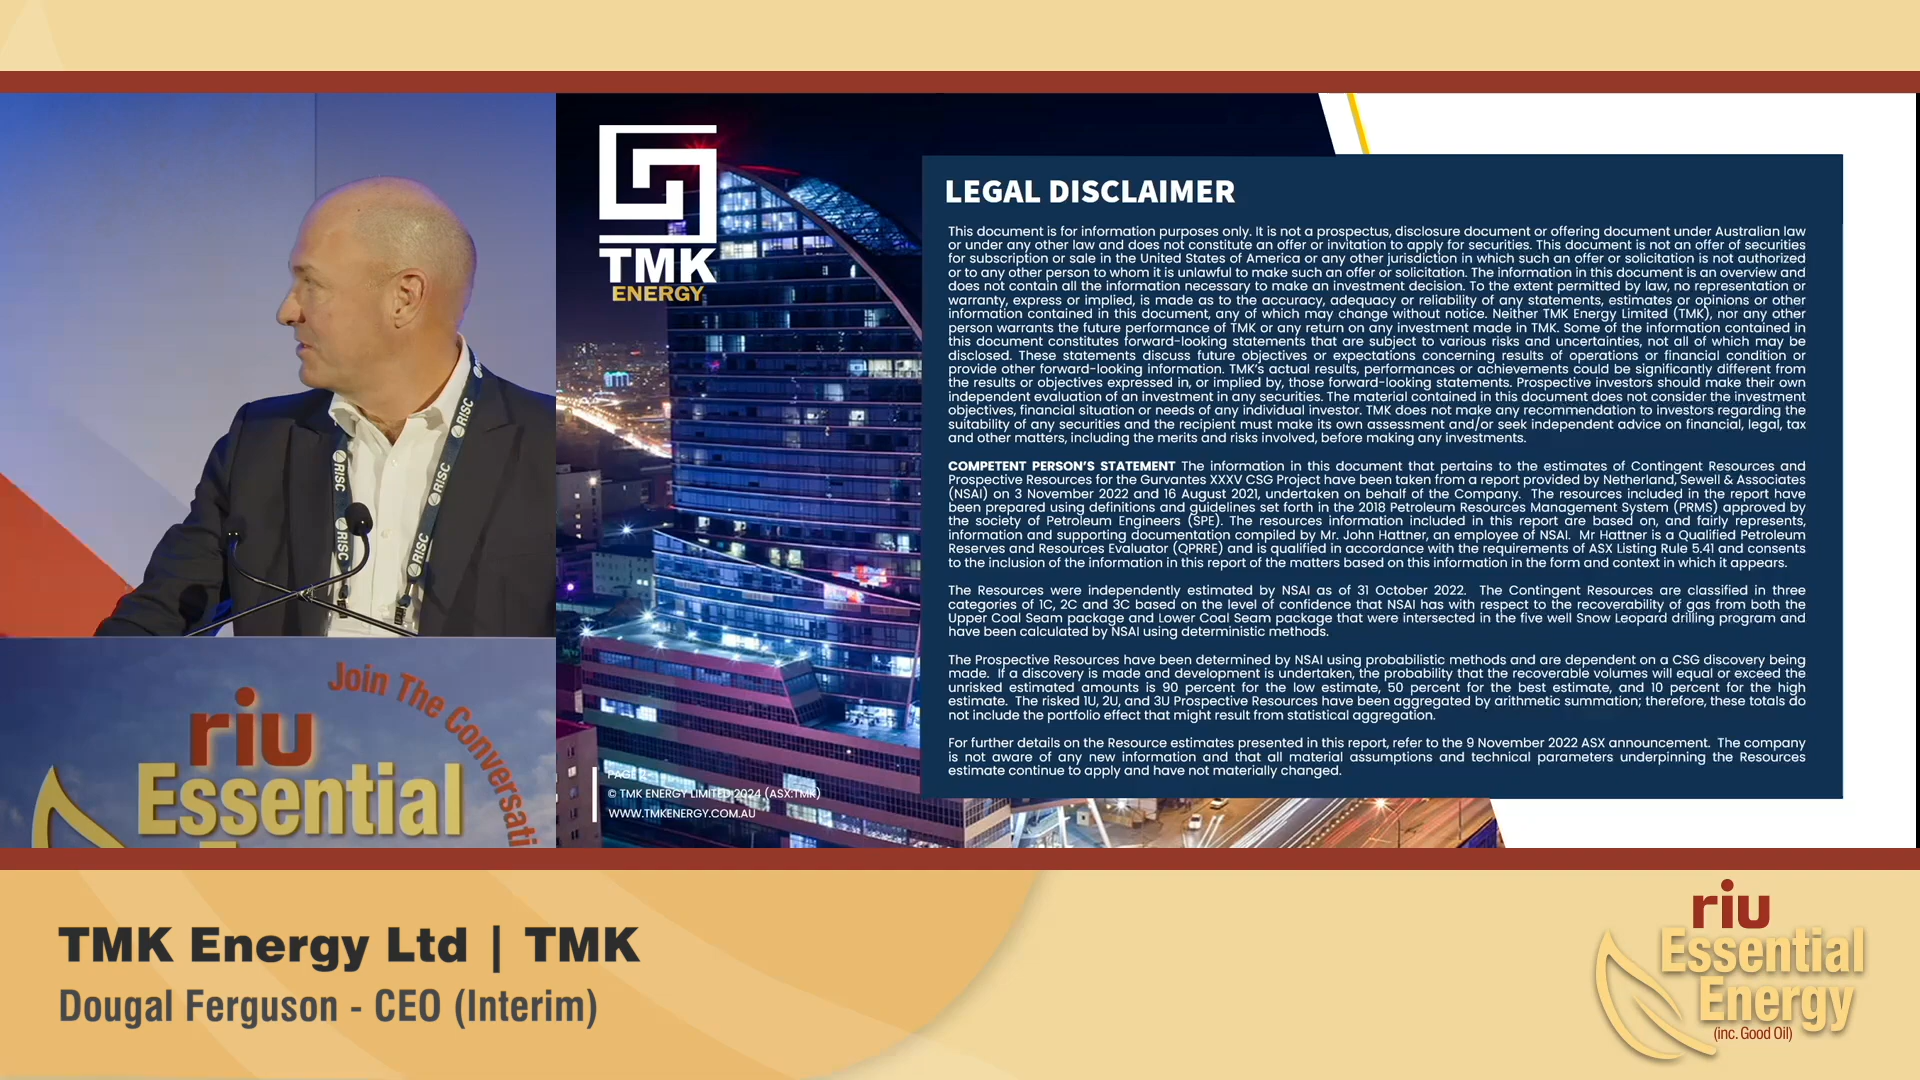 TMK
ENERGY
LEGAL DISCLAIMER
This document is for information purposes only. It is not a prospectus, disclosure document or offering document under Australian law
or under any other law and does not constitute an offer or invitation to apply for securities. This document is not an offer of securities
for subscription or sale in the United States of America or any other jurisdiction in which such an offer or solicitation is not authorized
or to any other person to whom it is unlawful to make such an offer or solicitation. The information in this document is an overview and
does not contain all the information necessary to make an investment decision. To the extent permitted by law, no representation or
warranty, express or implied, is made as to the accuracy, adequacy or reliability of any statements, estimates or opinions or other
information contained in this document, any of which may change without notice. Neither TMK Energy Limited (TMK), nor any other
person warrants the future performance of TMK or any return on any investment made in TMK. Some of the information contained in
this document constitutes forward-looking statements that are subject to various risks and uncertainties, not all of which may be
disclosed. These statements discuss future objectives or expectations concerning results of operations or financial condition or
provide other forward-looking information. TMK's actual results, performances or achievements could be significantly different from
the results or objectives expressed in, or implied by, those forward-looking statements. Prospective investors should make their own
independent evaluation of an investment in any securities. The material contained in this document does not consider the investment
objectives, financial situation or needs of any individual investor. TMK does not make any recommendation to investors regarding the
suitability of any securities and the recipient must make its own assessment and/or seek independent advice on financial, legal, tax
and other matters, including the merits and risks involved, before making any investments.
COMPETENT PERSON'S STATEMENT The information in this document that pertains to the estimates of Contingent Resources and
Prospective Resources for the Gurvantes XXXV CSG Project have been taken from a report provided by Netherland, Sewell & Associates
(NSAI) on 3 November 2022 and 16 August 2021, undertaken on behalf of the Company. The resources included in the report have
been prepared using definitions and guidelines set forth in the 2018 Petroleum Resources Management System (PRMS) approved by
the society of Petroleum Engineers (SPE). The resources information included in this report are based on, and fairly represents,
information and supporting documentation compiled by Mr. John Hattner, an employee of NSAI. Mr Hattner is a Qualified Petroleum
Reserves and Resources Evaluator (QPRRE) and is qualified in accordance with the requirements of ASX Listing Rule 5.41 and consents
to the inclusion of the information in this report of the matters based on this information in the form and context in which it appears.
The Resources were independently estimated by NSAI as of 31 October 2022. The Contingent Resources are classified in three
categories of 1C, 2C and 3C based on the level of confidence that NSAI has with respect to the recoverability of gas from both the
Upper Coal Seam package and Lower Coal Seam package that were intersected in the five well Snow Leopard drilling program and
have been calculated by NSAI using deterministic methods.
The Prospective Resources have been determined by NSAI using probabilistic methods and are dependent on a CSG discovery being
made. If a discovery is made and development is undertaken, the probability that the recoverable volumes will equal or exceed the
unrisked estimated amounts is 90 percent for the low estimate, 50 percent for the best estimate, and 10 percent for the high
estimate. The risked 1U, 2U, and 3U Prospective Resources have been aggregated by arithmetic summation; therefore, these totals do
not include the portfolio effect that might result from statistical aggregation.
For further details on the Resource estimates presented in this report, refer to the 9 November 2022 ASX announcement. The company
is not aware of any new information and that all material assumptions and technical parameters underpinning the Resources
estimate continue to apply and have not materially changed.
PAGE 2
© TMK ENERGY LIMITED 2024 (ASX:TMK)
WWW.TMKENERGY.COM.AU
RISC
RISC
RISC
RISC
RISC
Join The Conversati
riu
Essential
TMK Energy Ltd | TMK
Dougal Ferguson - CEO (Interim)
riu
Essential
Energy
(inc. Good Oil)